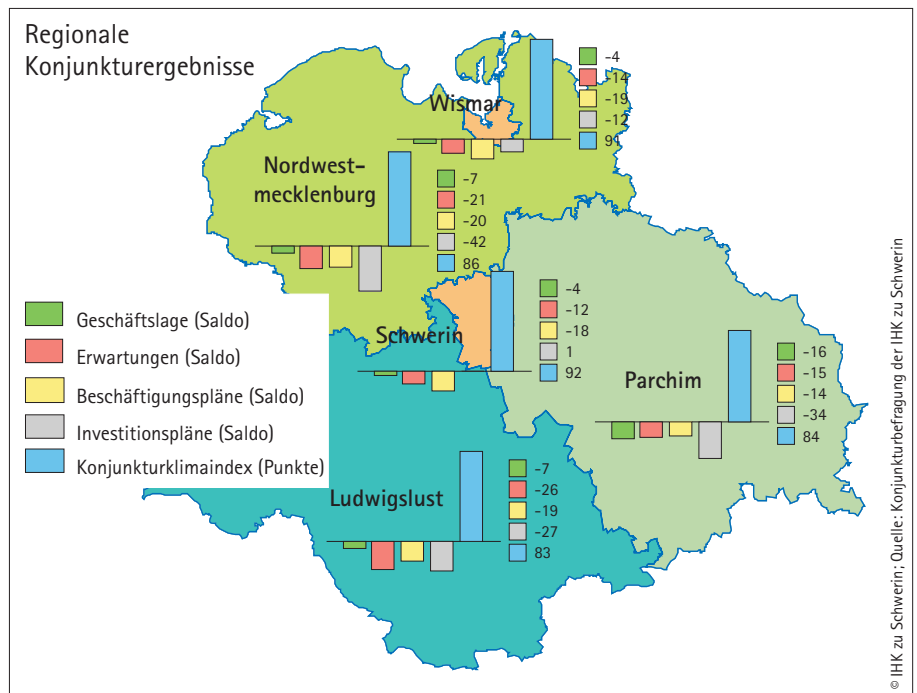 Regionale
Konjunkturergebnisse
Wismar
-4
-14
-19
-12
91
Nordwest-
mecklenburg
-7
-21
-20
-42
86
Schwerin
-4
-12
-18
1
92
Parchim
-16
-15
-14
-34
84
Ludwigslust
-7
-26
-19
-27
83
Geschäftslage (Saldo)
Erwartungen (Saldo)
Beschäftigungspläne (Saldo)
Investitionspläne (Saldo)
Konjunkturklimaindex (Punkte)
© IHK zu Schwerin; Quelle: Konjunkturbefragung der IHK zu Schwerin